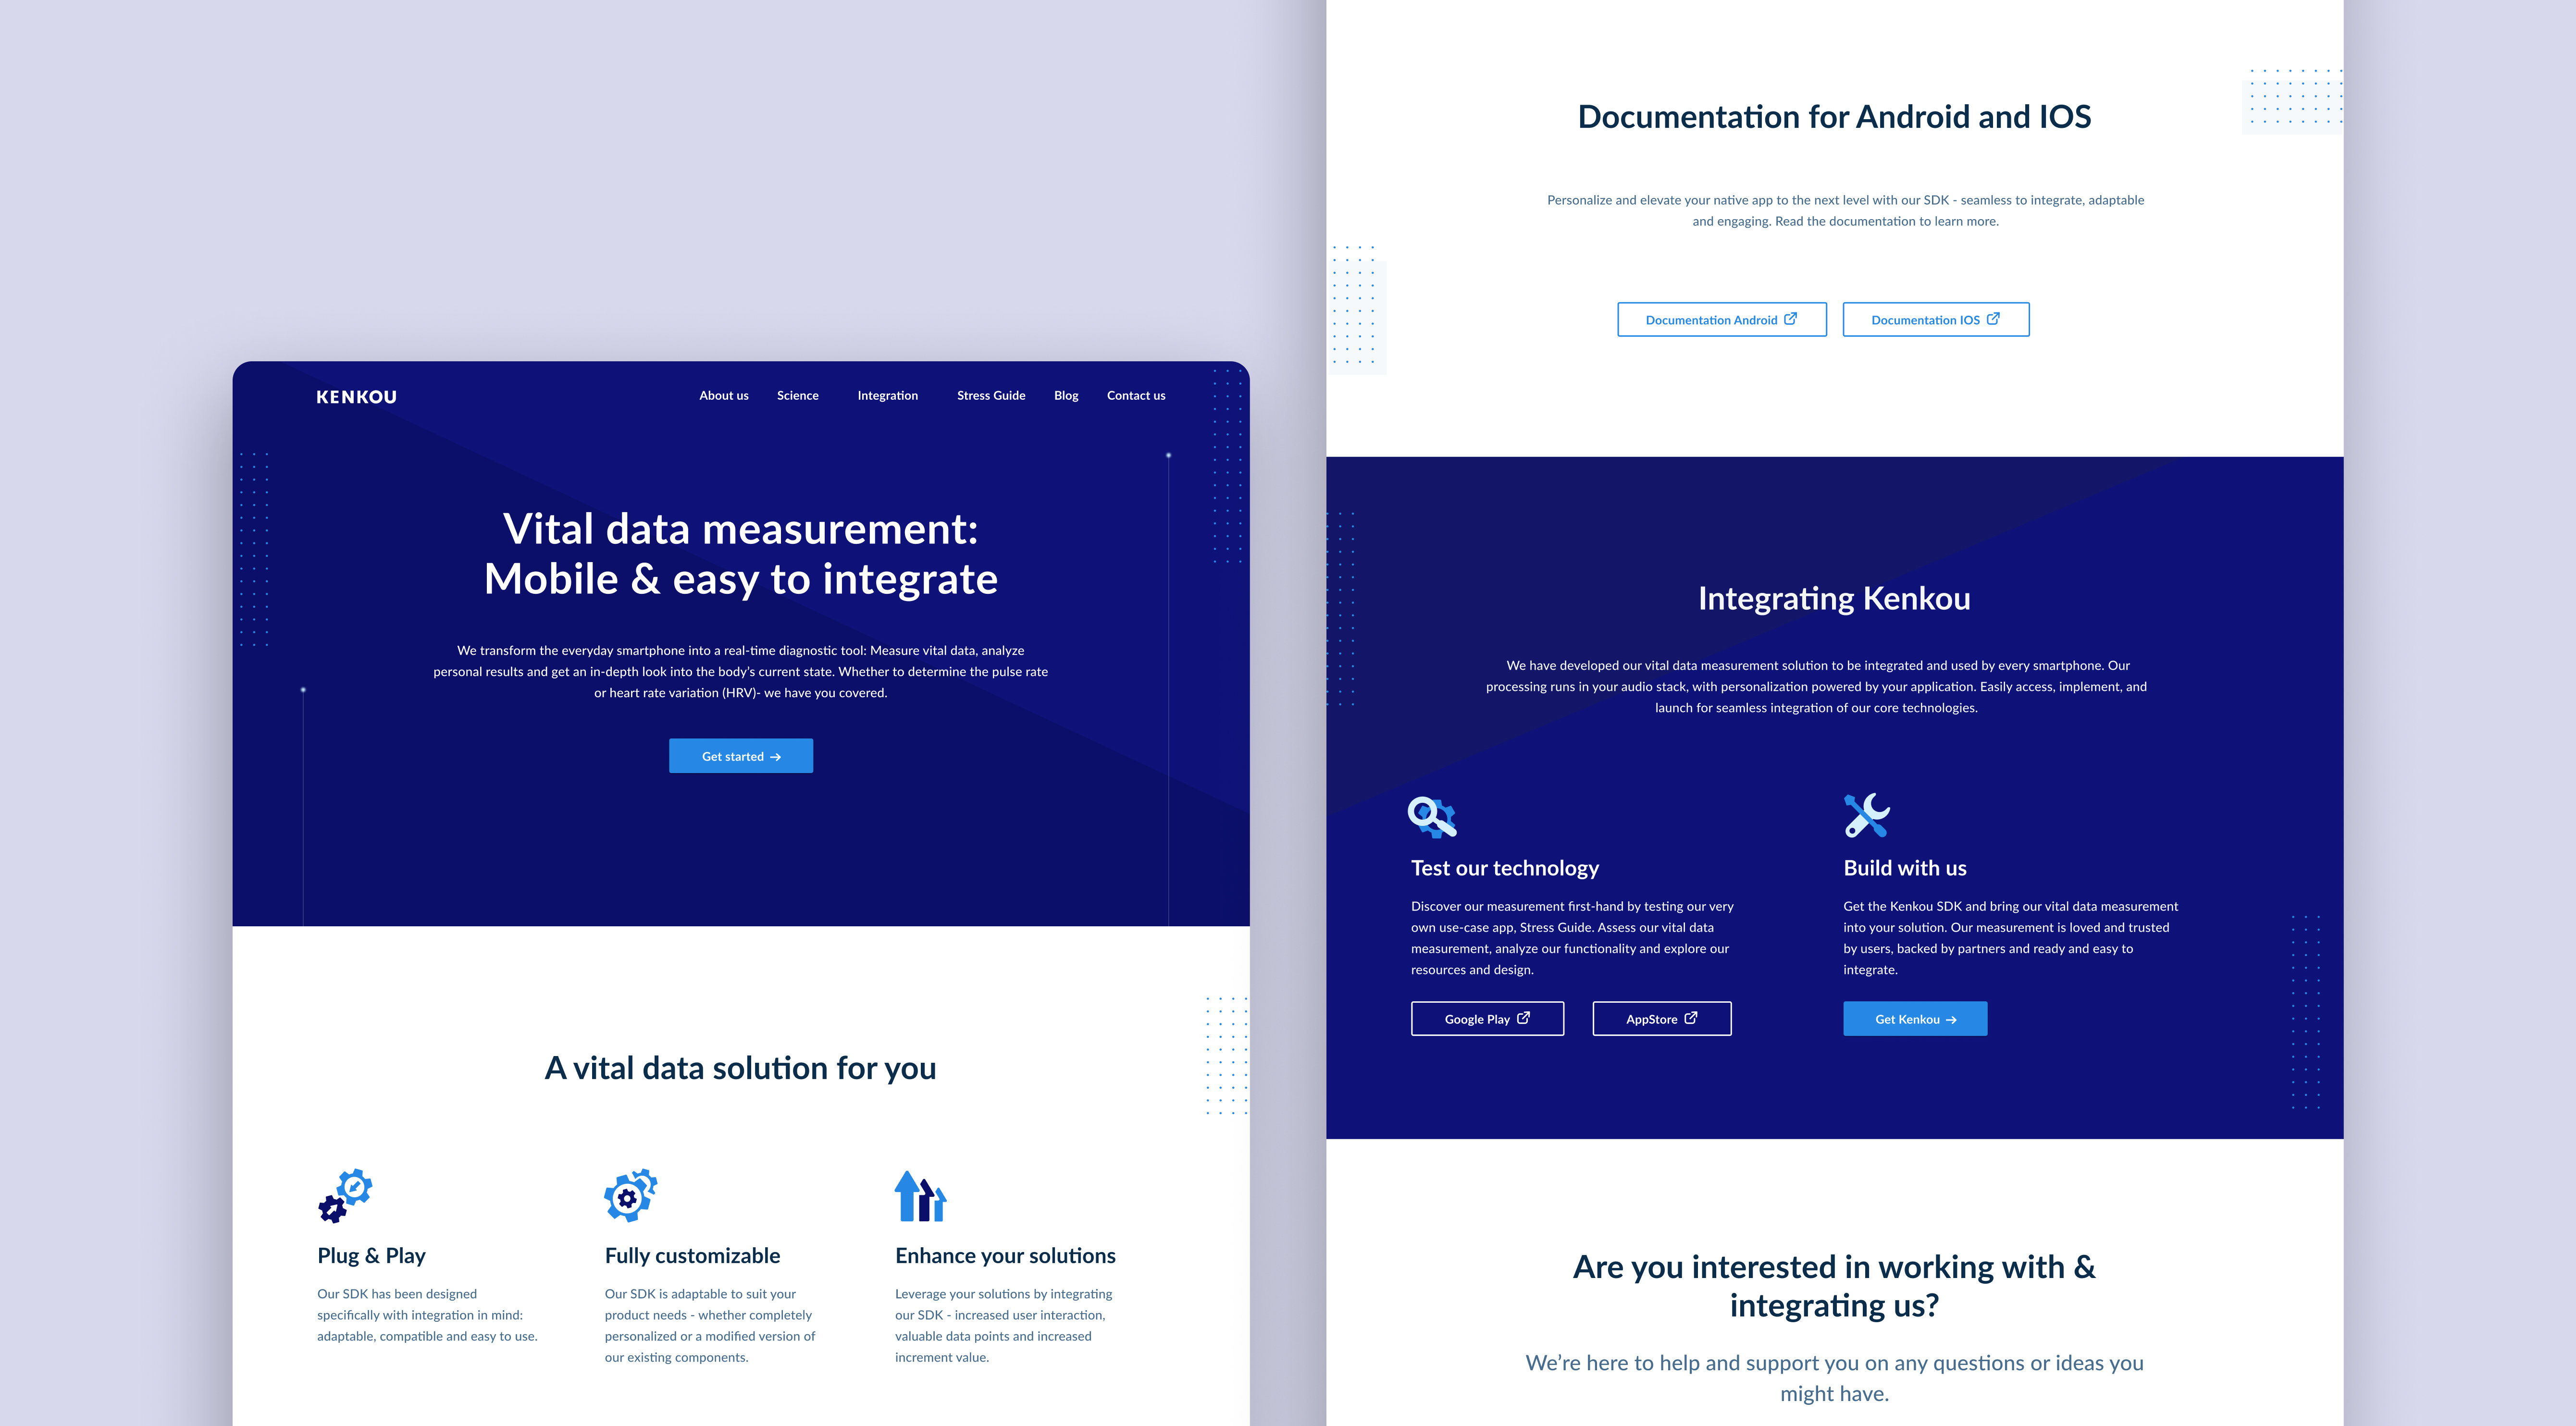 KENKOU
About us
Science
Integration
Stress Guide
Blog
Contact us
Vital data measurement:
Mobile & easy to integrate
We transform the everyday smartphone into a real-time diagnostic tool: Measure vital data, analyze
personal results and get an in-depth look into the body's current state. Whether to determine the pulse rate
or heart rate variation (HRV)- we have you covered.
Get started →
A vital data solution for you
Plug & Play
Our SDK has been designed
specifically with integration in mind:
adaptable, compatible and easy to use.
Fully customizable
Our SDK is adaptable to suit your
product needs - whether completely
personalized or a modified version of
our existing components.
Enhance your solutions
Leverage your solutions by integrating
our SDK - increased user interaction,
valuable data points and increased
increment value.
Documentation for Android and IOS
Personalize and elevate your native app to the next level with our SDK - seamless to integrate, adaptable
and engaging. Read the documentation to learn more.
Documentation Android
Documentation IOS
Integrating Kenkou
We have developed our vital data measurement solution to be integrated and used by every smartphone. Our
processing runs in your audio stack, with personalization powered by your application. Easily access, implement, and
launch for seamless integration of our core technologies.
Test our technology
Discover our measurement first-hand by testing our very
own use-case app, Stress Guide. Assess our vital data
measurement, analyze our functionality and explore our
resources and design.
Google Play
AppStore
Build with us
Get the Kenkou SDK and bring our vital data measurement
into your solution. Our measurement is loved and trusted
by users, backed by partners and ready and easy to
integrate.
Get Kenkou →
Are you interested in working with &
integrating us?
We're here to help and support you on any questions or ideas you
might have.